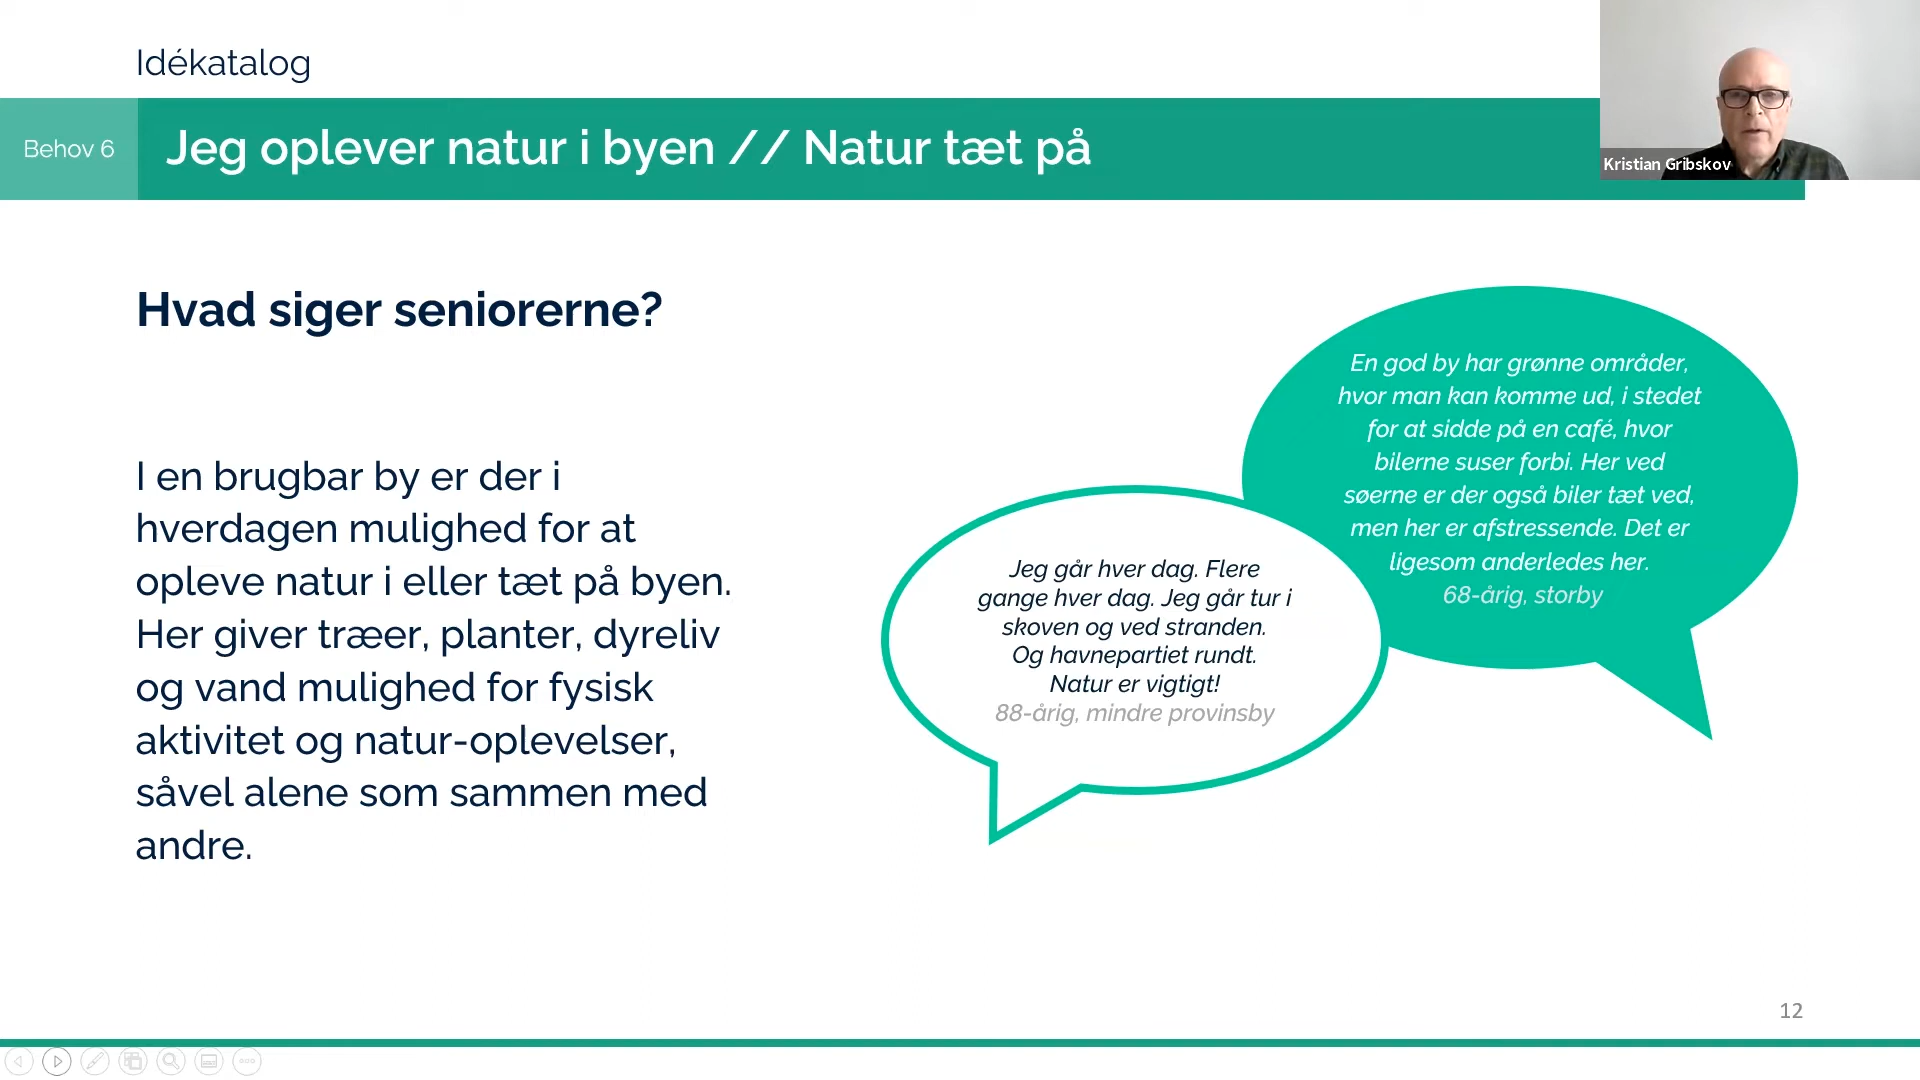 Idékatalog
Behov 6
Jeg oplever natur i byen // Natur tæt på
Kristian Gribskov
Hvad siger seniorerne?
I en brugbar by er der i
hverdagen mulighed for at
opleve natur i eller tæt på byen.
Her giver træer, planter, dyreliv
og vand mulighed for fysisk
aktivitet og natur-oplevelser,
såvel alene som sammen med
andre.
Jeg går hver dag. Flere
gange hver dag. Jeg går tur i
skoven og ved stranden.
Og havnepartiet rundt.
Natur er vigtigt!
88-årig, mindre provinsby
En god by har grønne områder,
hvor man kan komme ud, i stedet
for at sidde på en café, hvor
bilerne suser forbi. Her ved
søerne er der også biler tæt ved,
men her er afstressende. Det er
ligesom anderledes her.
68-årig, storby
12